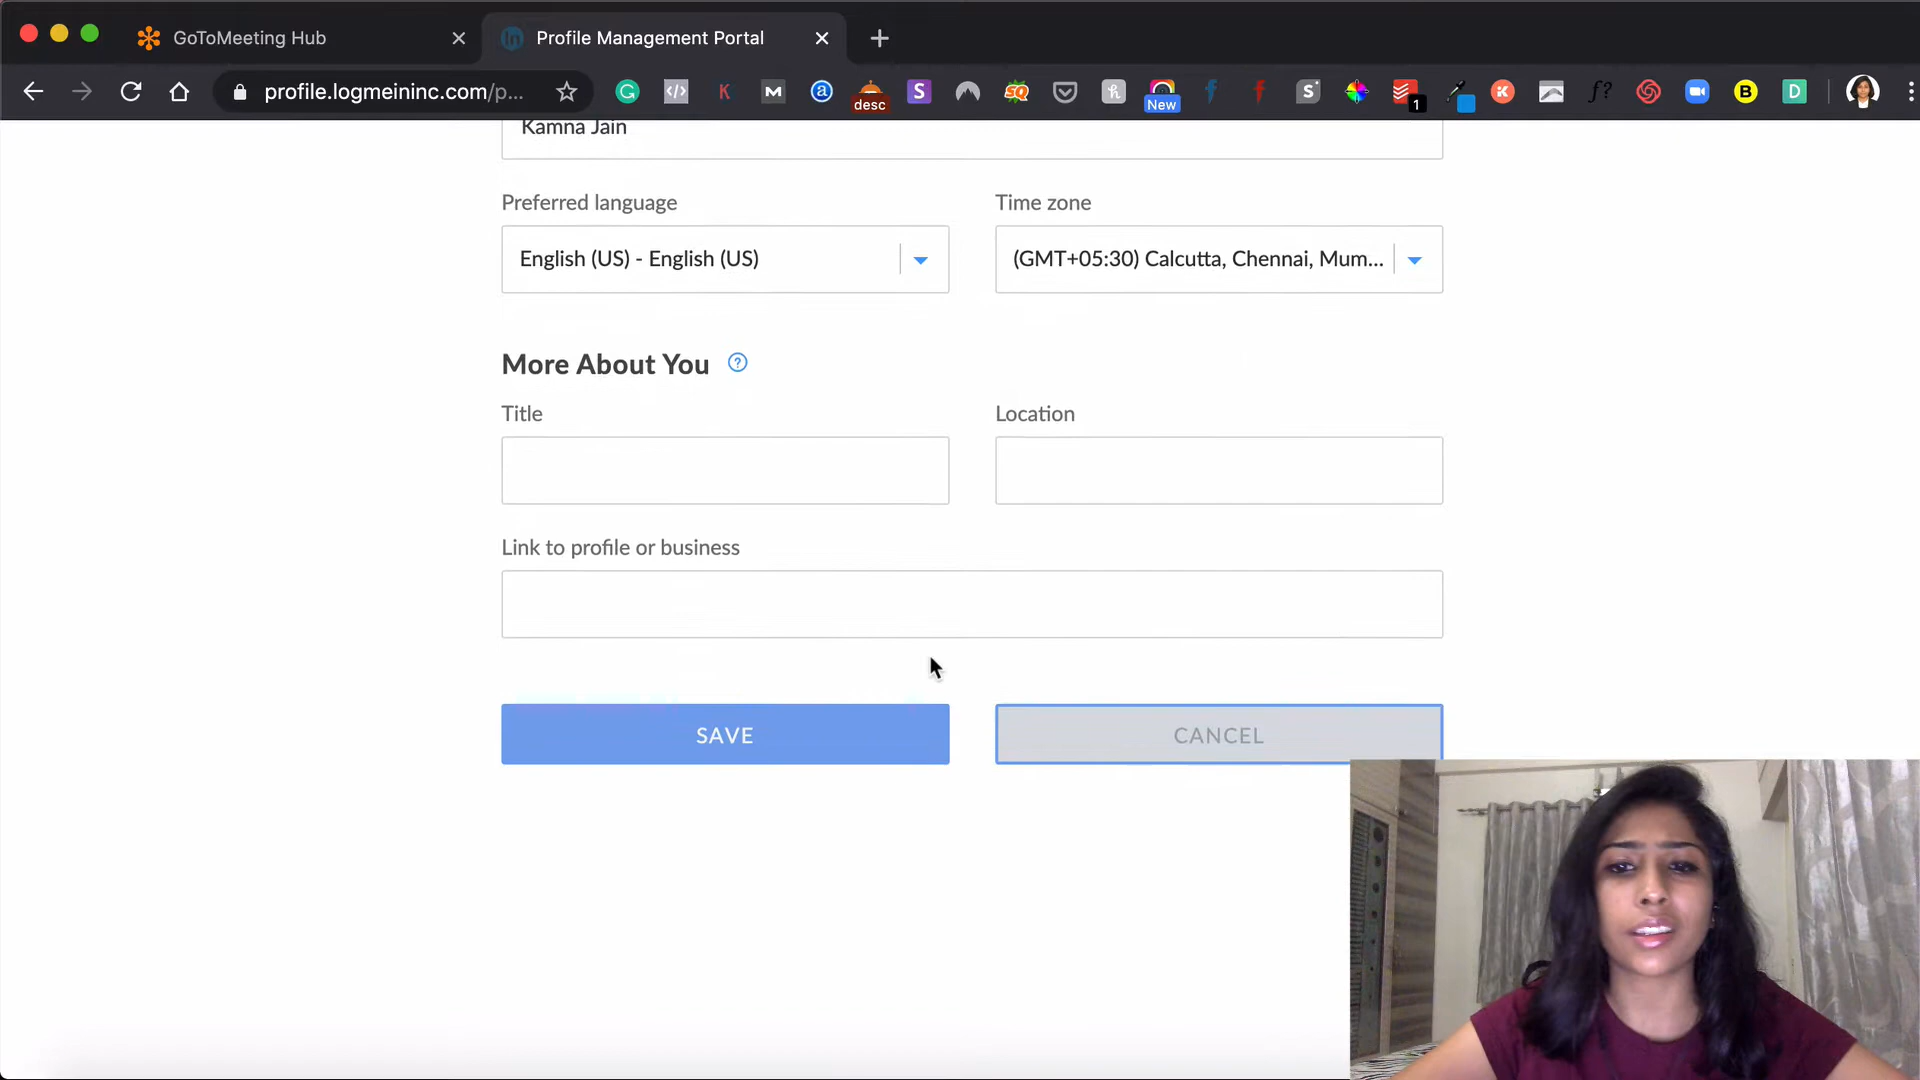 GoToMeeting Hub
Profile Management Portal
profile.logmeininc.com/p...
desc
New
1
Kamna Jain
Preferred language
Time zone
English (US) - English (US)
(GMT+05:30) Calcutta, Chennai, Mum...
More About You
Title
Location
Link to profile or business
SAVE
CANCEL